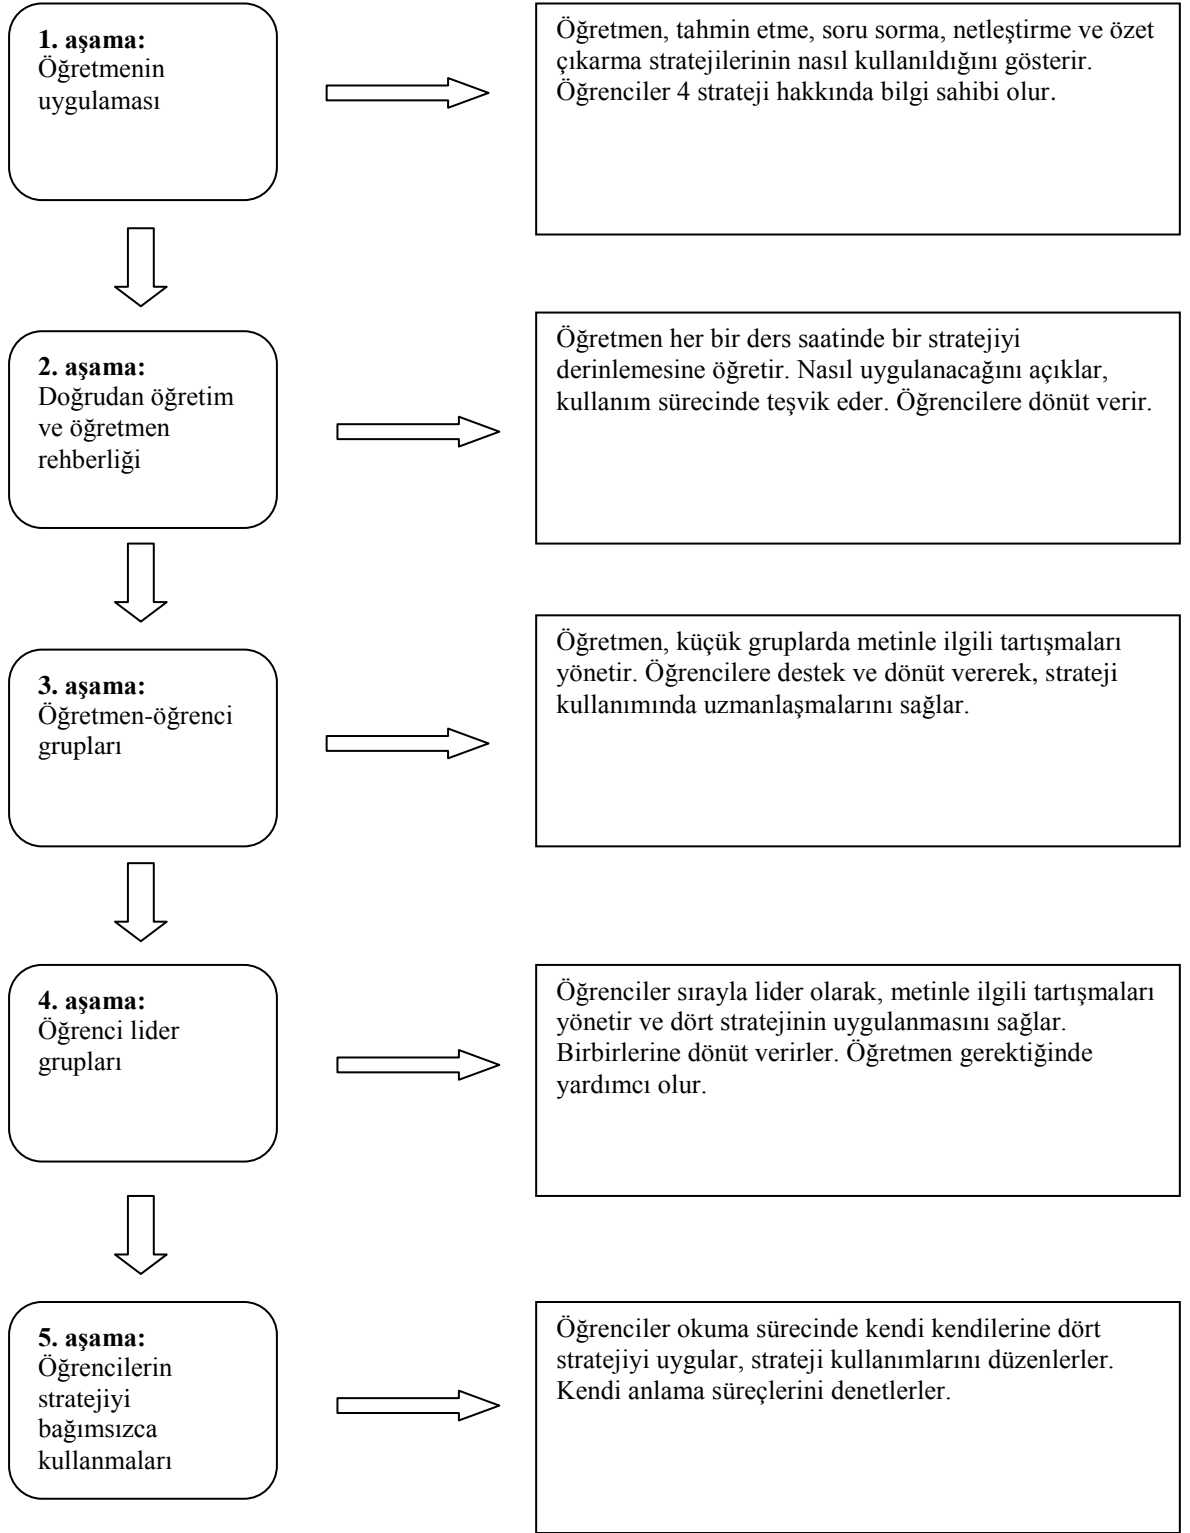 1. aşama:
Öğretmenin
uygulaması
Öğretmen, tahmin etme, soru sorma, netleştirme ve özet
çıkarma stratejilerinin nasıl kullanıldığını gösterir.
Öğrenciler 4 strateji hakkında bilgi sahibi olur.
2. aşama:
Doğrudan öğretim
ve öğretmen
rehberliği
Öğretmen her bir ders saatinde bir stratejiyi
derinlemesine öğretir. Nasıl uygulanacağını açıklar,
kullanım sürecinde teşvik eder. Öğrencilere dönüt verir.
3. aşama:
Öğretmen-öğrenci
grupları
Öğretmen, küçük gruplarda metinle ilgili tartışmaları
yönetir. Öğrencilere destek ve dönüt vererek, strateji
kullanımında uzmanlaşmalarını sağlar.
4. aşama:
Öğrenci lider
grupları
Öğrenciler sırayla lider olarak, metinle ilgili tartışmaları
yönetir ve dört stratejinin uygulanmasını sağlar.
Birbirlerine dönüt verirler. Öğretmen gerektiğinde
yardımcı olur.
5. aşama:
Öğrencilerin
stratejiyi
bağımsızca
kullanmaları
Öğrenciler okuma sürecinde kendi kendilerine dört
stratejiyi uygular, strateji kullanımlarını düzenlerler.
Kendi anlama süreçlerini denetlerler.